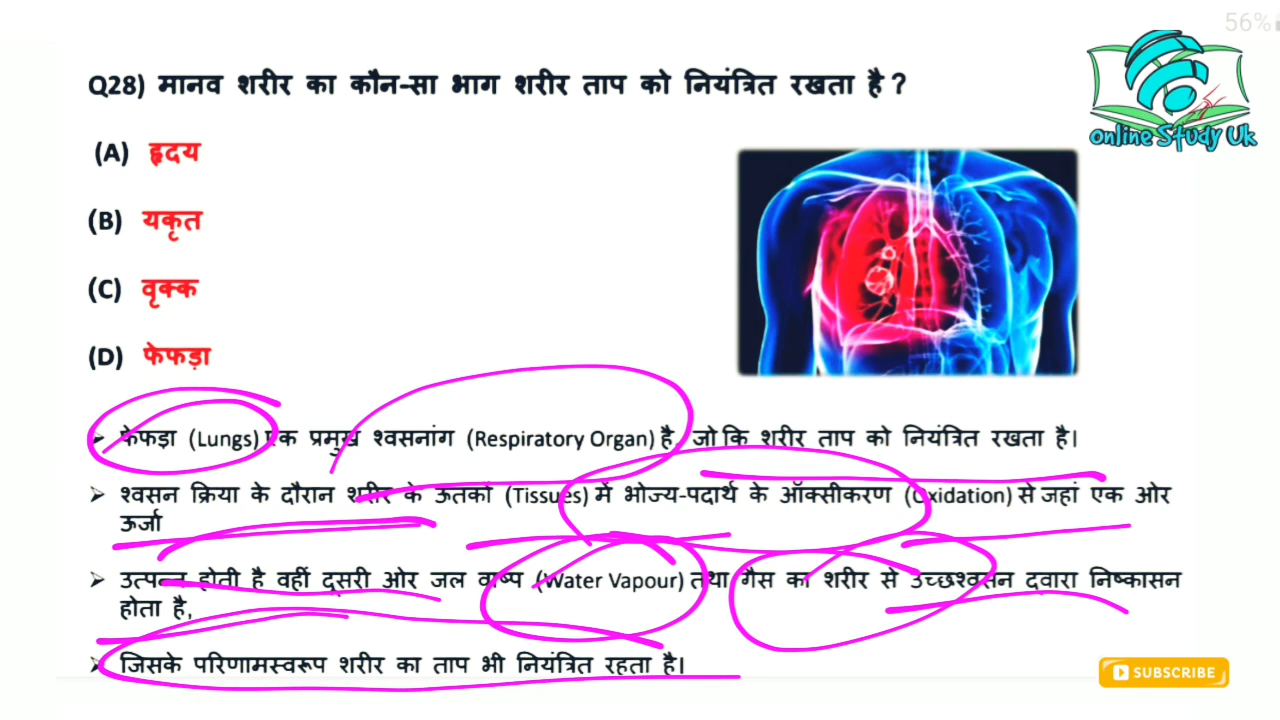 56%
Q28) मानव शरीर का कौन-सा भाग शरीर ताप को नियंत्रित रखता है ?
online Study Uk
(A) हृदय
(B) यकृत
(C) वृक्क
(D) फेफड़ा
➢ फेफड़ा (Lungs) एक प्रमुख श्वसनांग (Respiratory Organ) है, जो कि शरीर ताप को नियंत्रित रखता है।
➢ श्वसन क्रिया के दौरान शरीर के ऊतकों (Tissues) में भोज्य-पदार्थ के ऑक्सीकरण (Oxidation) से जहां एक ओर
ऊर्जा
➢ उत्पन्न होती है वहीं दूसरी ओर जल वाष्प (Water Vapour) तथा गैस का शरीर से उच्छश्वसन दवारा निष्कासन
होता है,
➢ जिसके परिणामस्वरूप शरीर का ताप भी नियंत्रित रहता है।
SUBSCRIBE